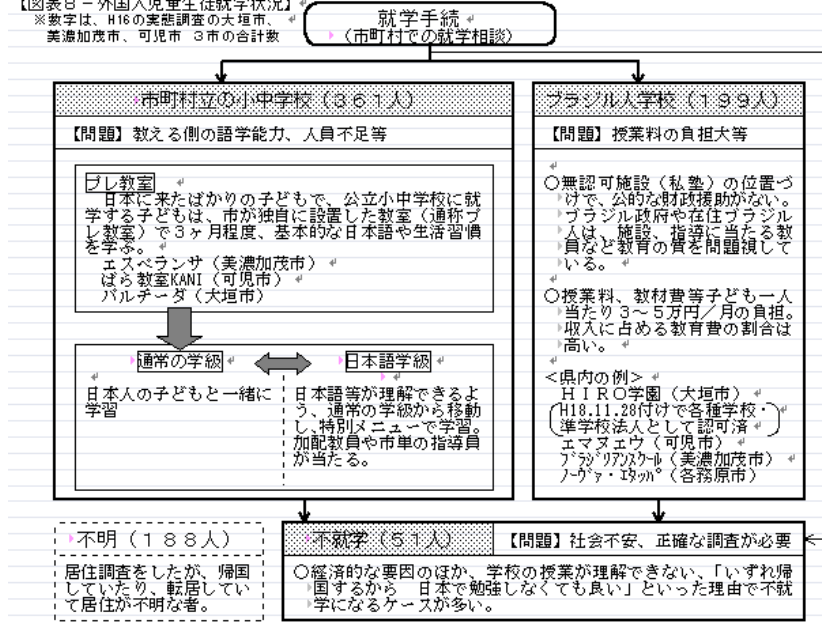 【図表8-外国人児童生徒就学状況】
※数字は、H16の実態調査の大垣市、
美濃加茂市、可児市 3市の合計数
就学手続
(市町村での就学相談)
市町村立の小中学校(361人)
【問題】教える側の語学能力、人員不足等
プレ教室
日本に来たばかりの子どもで、公立小中学校に就
学する子どもは、市が独自に設置した教室(通称プ
レ教室)で3ヶ月程度、基本的な日本語や生活習慣
を学ぶ。
エスペランサ(美濃加茂市)
ばら教室KANI(可児市)
パルチーダ(大垣市)
通常の学級
日本人の子どもと一緒に
学習
日本語学級
日本語等が理解できるよ
う、通常の学級から移動
し、特別メニューで学習。
加配教員や市単の指導員
が当たる。
ブラジル人学校(199人)
【問題】授業料の負担大等
○無認可施設(私塾)の位置づ
けで、公的な財政援助がない。
ブラジル政府や在住ブラジル
人は、施設、指導に当たる教
員など教育の質を問題視して
いる。
○授業料、教材費等子ども一人
当たり3~5万円/月の負担。
収入に占める教育費の割合は
高い。
<県内の例>
HIRO学園(大垣市)
(H18.11.28付けで各種学校・
準学校法人として認可済)
エマヌエウ(可児市)
ブラジリアンスクール(美濃加茂市)
ノーヴァ・エタッパ(各務原市)
不明(188人)
居住調査をしたが、帰国
していたり、転居してい
て居住が不明な者。
不就学(51人) 【問題】社会不安、正確な調査が必要
○経済的な要因のほか、学校の授業が理解できない、「いずれ帰
国するから 日本で勉強しなくても良い」といった理由で不就
学になるケースが多い。